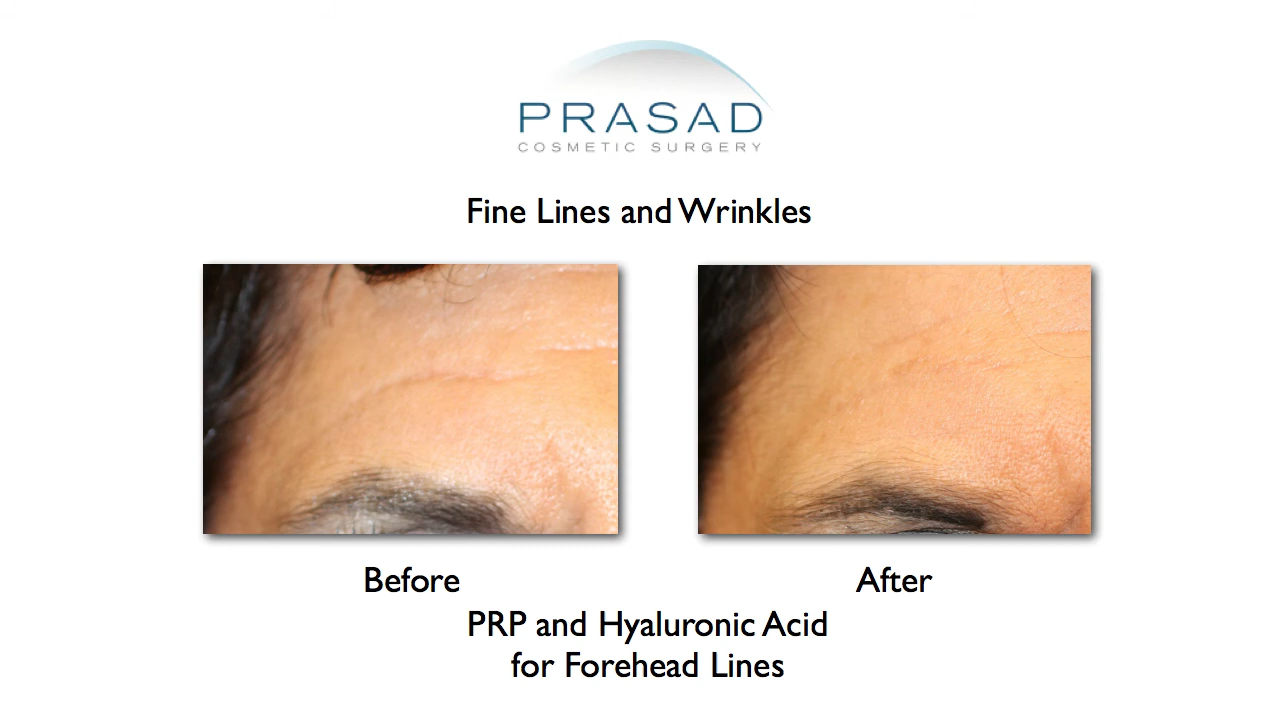 PRASAD
COSMETIC SURGERY
Fine Lines and Wrinkles
Before
After
PRP and Hyaluronic Acid
for Forehead Lines